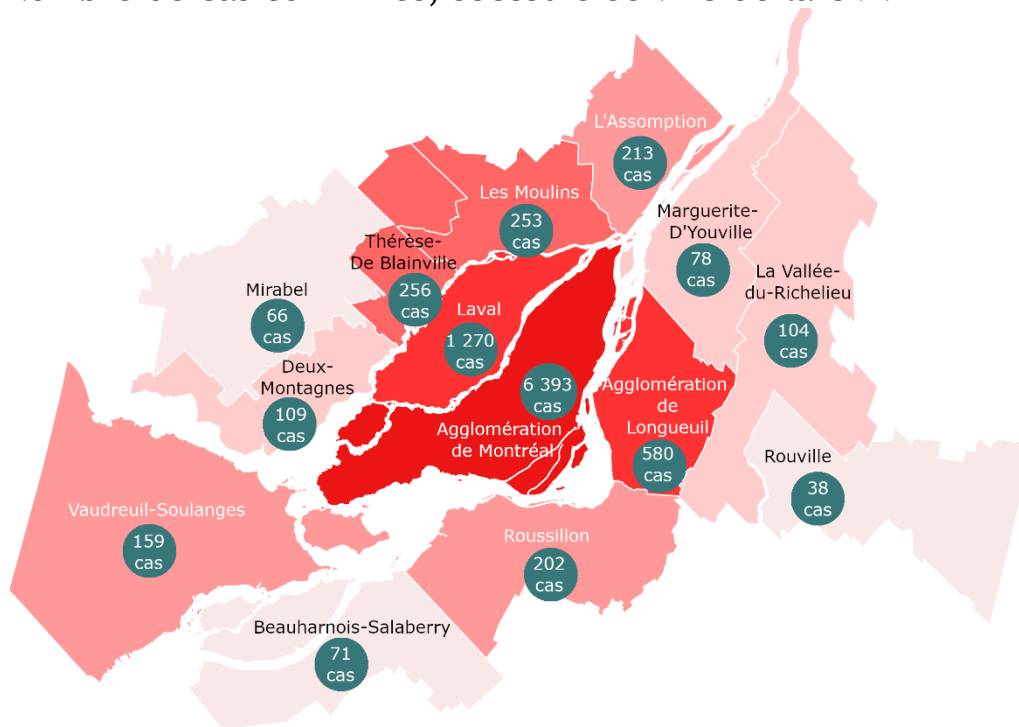 L'Assomption
213
cas
Les Moulins
253
cas
Marguerite-
D'Youville
78
cas
Thérèse-
De Blainville
256
cas
La Vallée-
du-Richelieu
104
cas
Mirabel
66
cas
Laval
1 270
cas
Deux-
Montagnes
109
cas
6 393
cas
Agglomération
de Montréal
Agglomération
de
Longueuil
580
cas
Rouville
38
cas
Vaudreuil-Soulanges
159
cas
Roussillon
202
cas
Beauharnois-Salaberry
71
cas